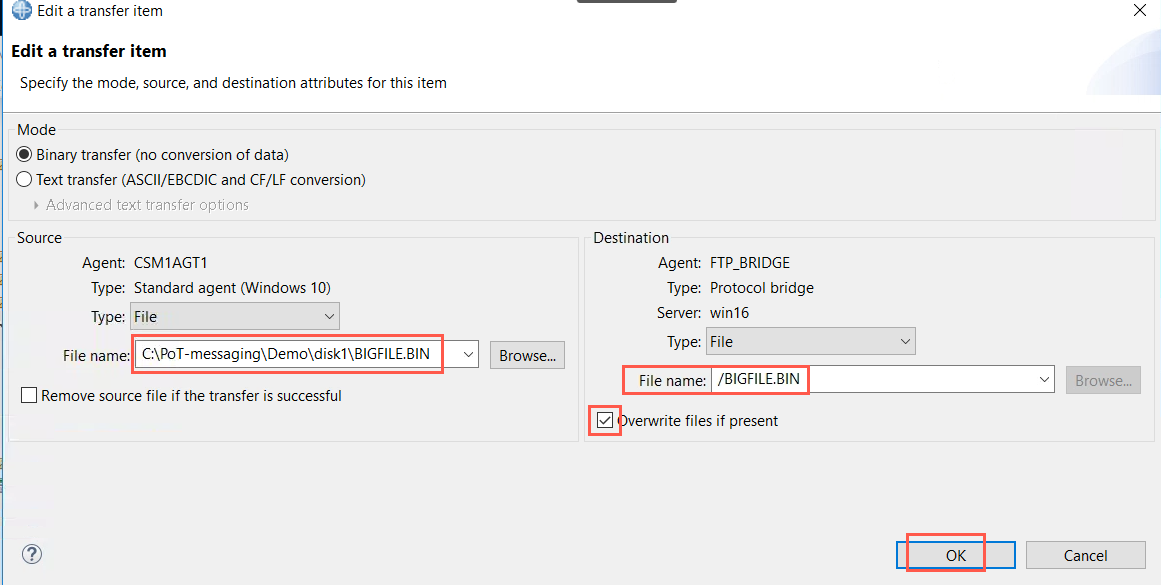 Edit a transfer item
Edit a transfer item
Specify the mode, source, and destination attributes for this item
Mode
Binary transfer (no conversion of data)
Text transfer (ASCII/EBCDIC and CF/LF conversion)
Advanced text transfer options
Source
Agent: CSM1AGT1
Type: Standard agent (Windows 10)
Type: File
File name: C:\PoT-messaging\Demo\disk1\BIGFILE.BIN Browse...
Remove source file if the transfer is successful
Destination
Agent: FTP_BRIDGE
Type: Protocol bridge
Server: win16
Type: File
File name: /BIGFILE.BIN Browse...
Overwrite files if present
?
OK Cancel